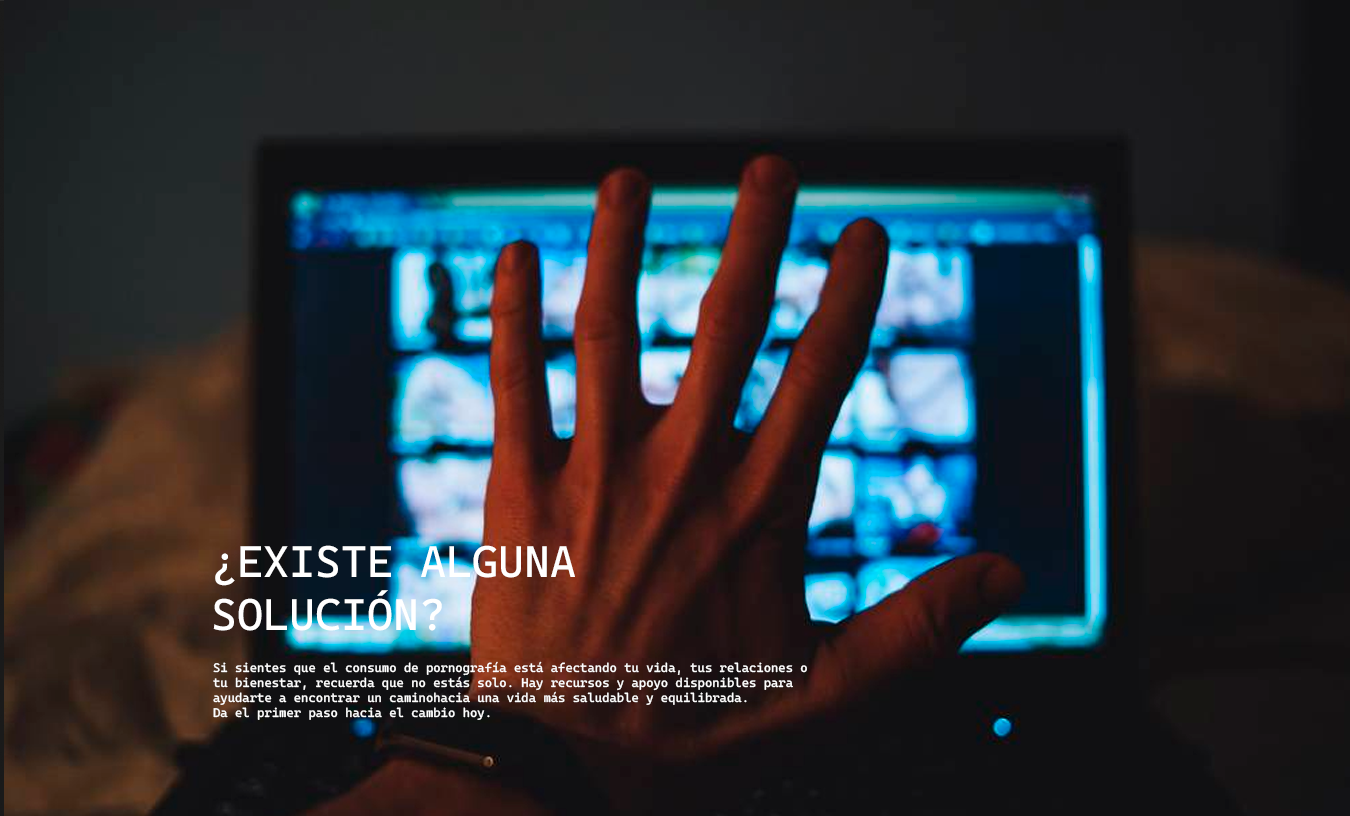 ¿EXISTE ALGUNA
SOLUCIÓN?
Si sientes que el consumo de pornografía está afectando tu vida, tus relaciones o
tu bienestar, recuerda que no estás solo. Hay recursos y apoyo disponibles para
ayudarte a encontrar un caminohacia una vida más saludable y equilibrada.
Da el primer paso hacia el cambio hoy.